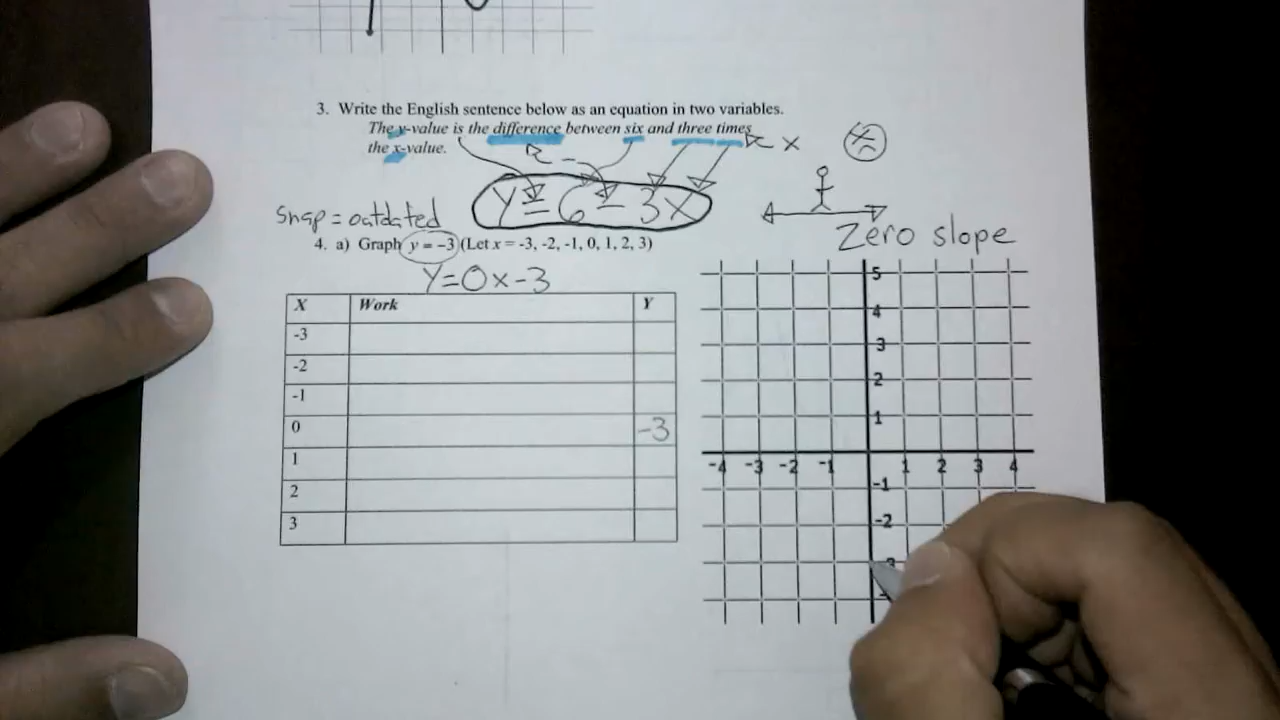 3. Write the English sentence below as an equation in two variables.
The y-value is the difference between six and three times
the x-value.
x
y = 6 - 3x
Snap = outdated
Zero slope
4. a) Graph y = -3 (Let x = -3, -2, -1, 0, 1, 2, 3)
Y=0x-3
X Work Y
-3
-2
-1
0 -3
1
2
3
5
4
3
2
1
-4 -3 -2 -1 1 2 3 4
-1
-2